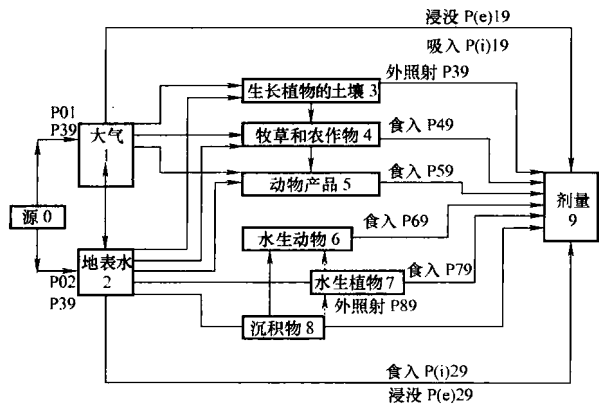 浸没 P(e)19
吸入 P(i)19
外照射 P39
生长植物的土壤 3
P01
P39
大气
1
牧草和农作物 4
食入 P49
动物产品 5
食入 P59
剂量
9
源 0
水生动物 6
食入 P69
地表水
2
P02
P39
水生植物 7
食入 P79
外照射 P89
沉积物 8
食入 P(i)29
浸没 P(e)29